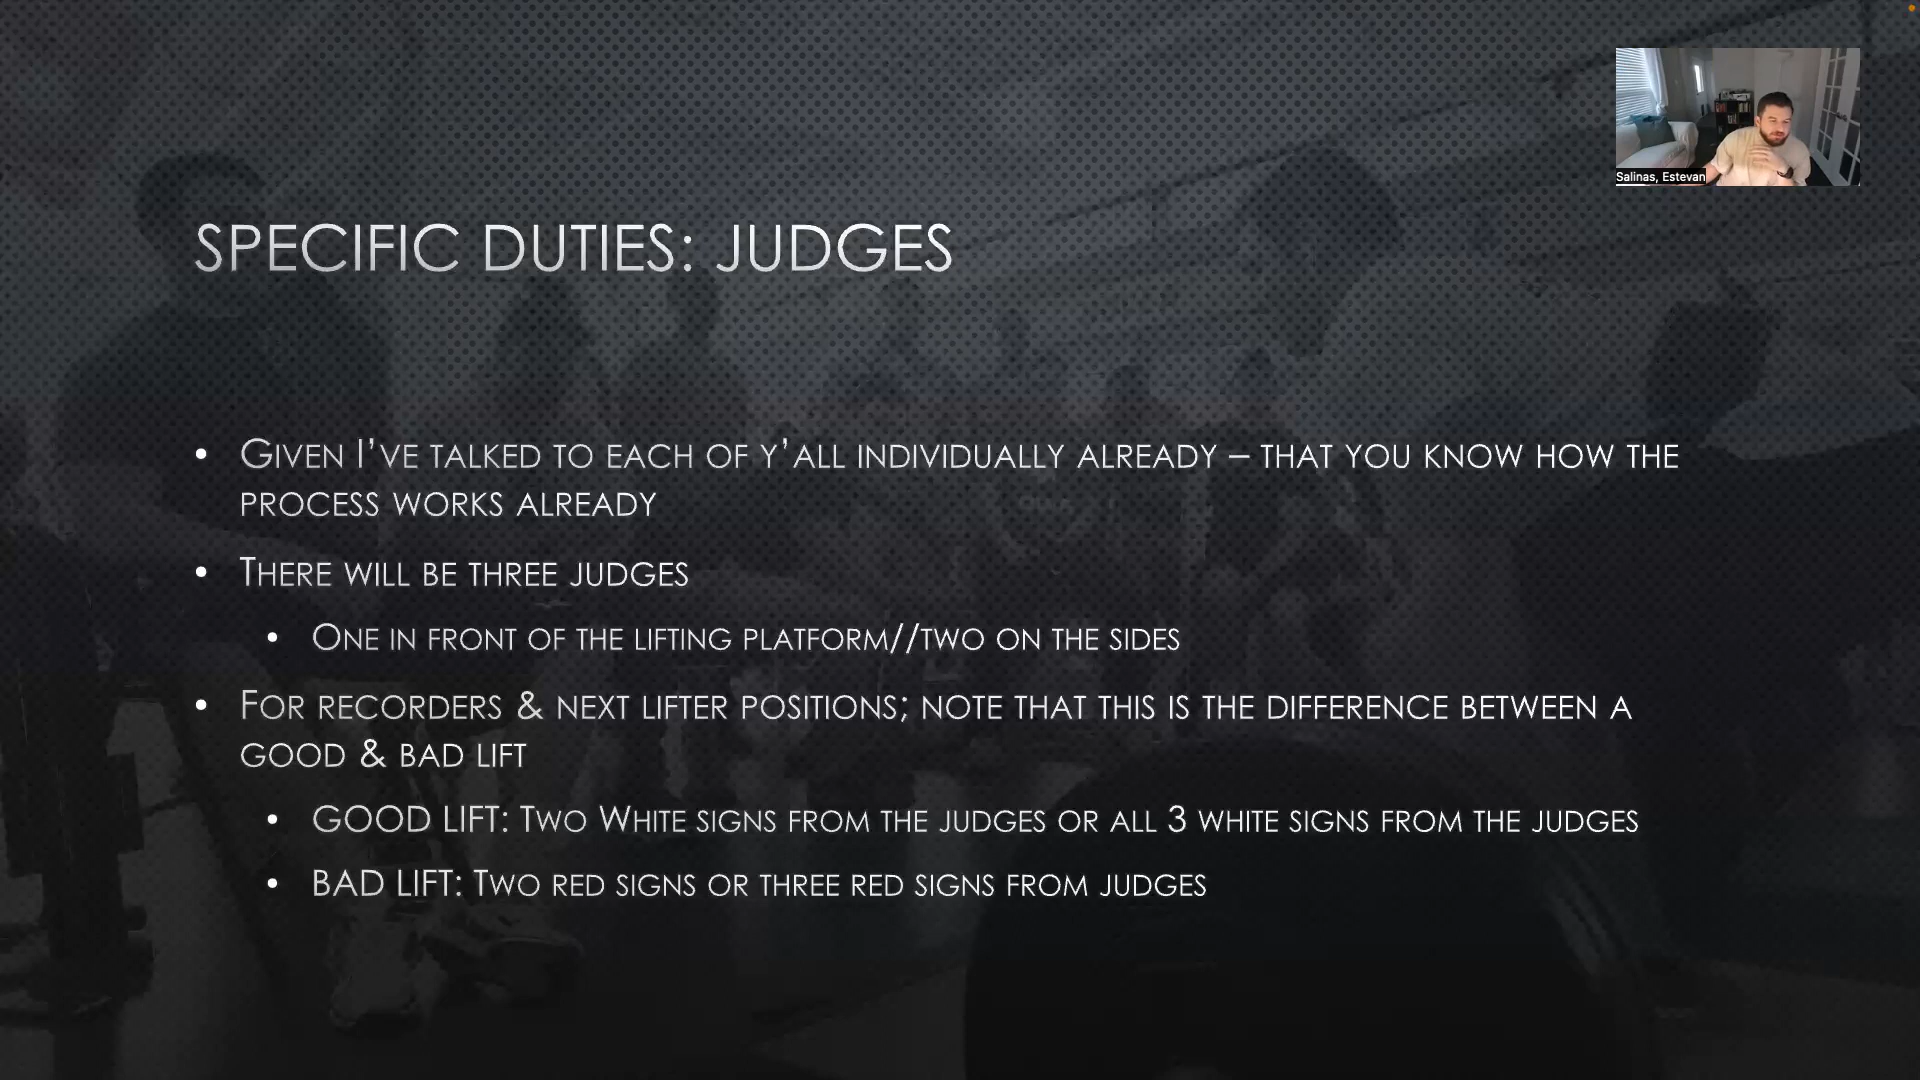 Salinas, Estevan
SPECIFIC DUTIES: JUDGES
• GIVEN I'VE TALKED TO EACH OF Y'ALL INDIVIDUALLY ALREADY – THAT YOU KNOW HOW THE
PROCESS WORKS ALREADY
• THERE WILL BE THREE JUDGES
• ONE IN FRONT OF THE LIFTING PLATFORM//TWO ON THE SIDES
• FOR RECORDERS & NEXT LIFTER POSITIONS; NOTE THAT THIS IS THE DIFFERENCE BETWEEN A
GOOD & BAD LIFT
• GOOD LIFT: TWO WHITE SIGNS FROM THE JUDGES OR ALL 3 WHITE SIGNS FROM THE JUDGES
• BAD LIFT: TWO RED SIGNS OR THREE RED SIGNS FROM JUDGES